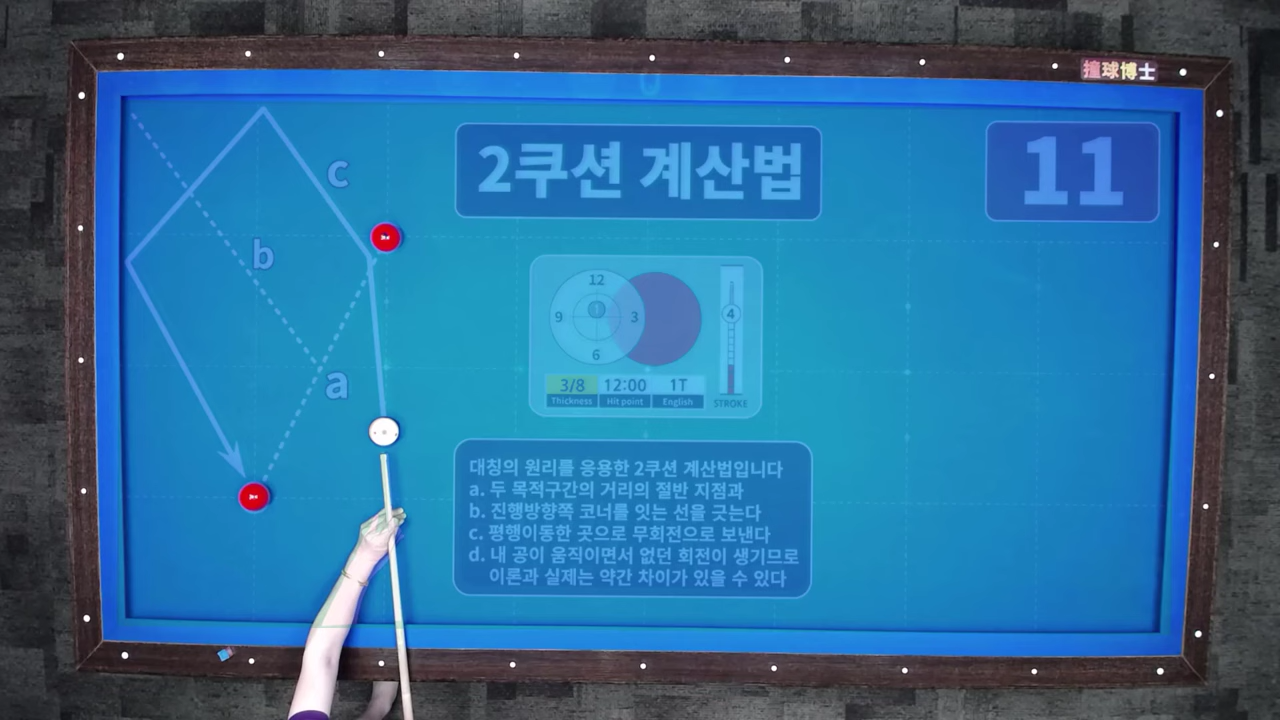 0
撞球博士
2쿠션 계산법
11
c
b
a
12
9
3
6
4
3/8
12:00
1T
Thickness
Hit point
English
STROKE
대칭의 원리를 응용한 2쿠션 계산법입니다
a. 두 목적구간의 거리의 절반 지점과
b. 진행방향쪽 코너를 잇는 선을 긋는다
c. 평행이동한 곳으로 무회전으로 보낸다
d. 내 공이 움직이면서 없던 회전이 생기므로
이론과 실제는 약간 차이가 있을 수 있다